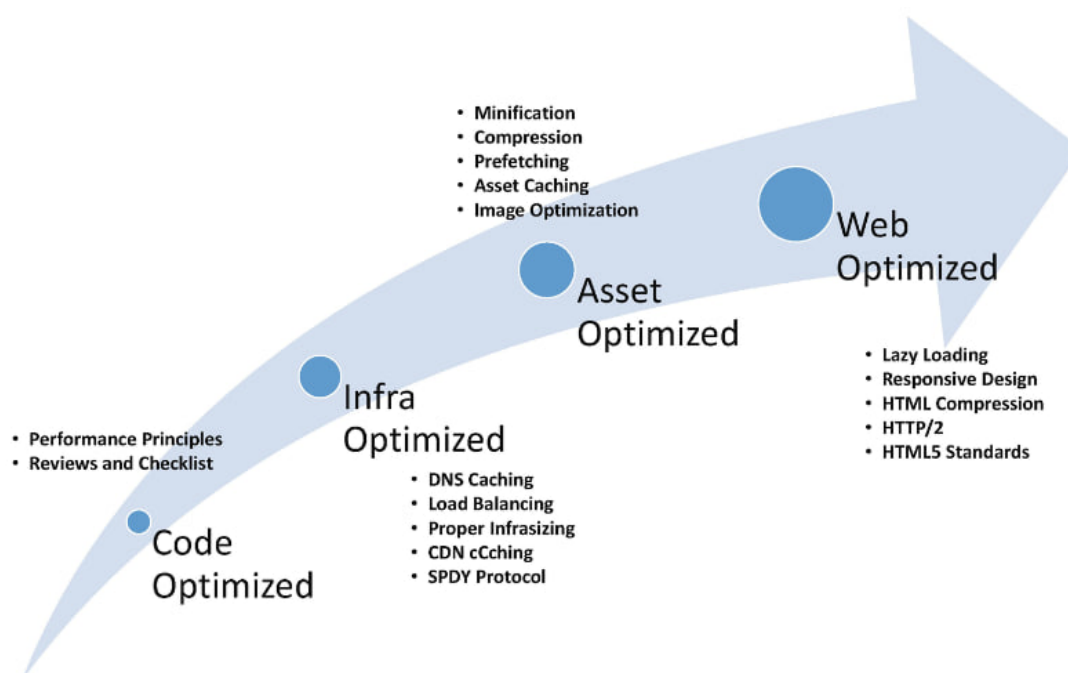 • Performance Principles
• Reviews and Checklist
Code
Optimized
Infra
Optimized
• DNS Caching
• Load Balancing
• Proper Infrasizing
• CDN cCching
• SPDY Protocol
• Minification
• Compression
• Prefetching
• Asset Caching
• Image Optimization
Asset
Optimized
Web
Optimized
• Lazy Loading
• Responsive Design
• HTML Compression
• HTTP/2
• HTML5 Standards